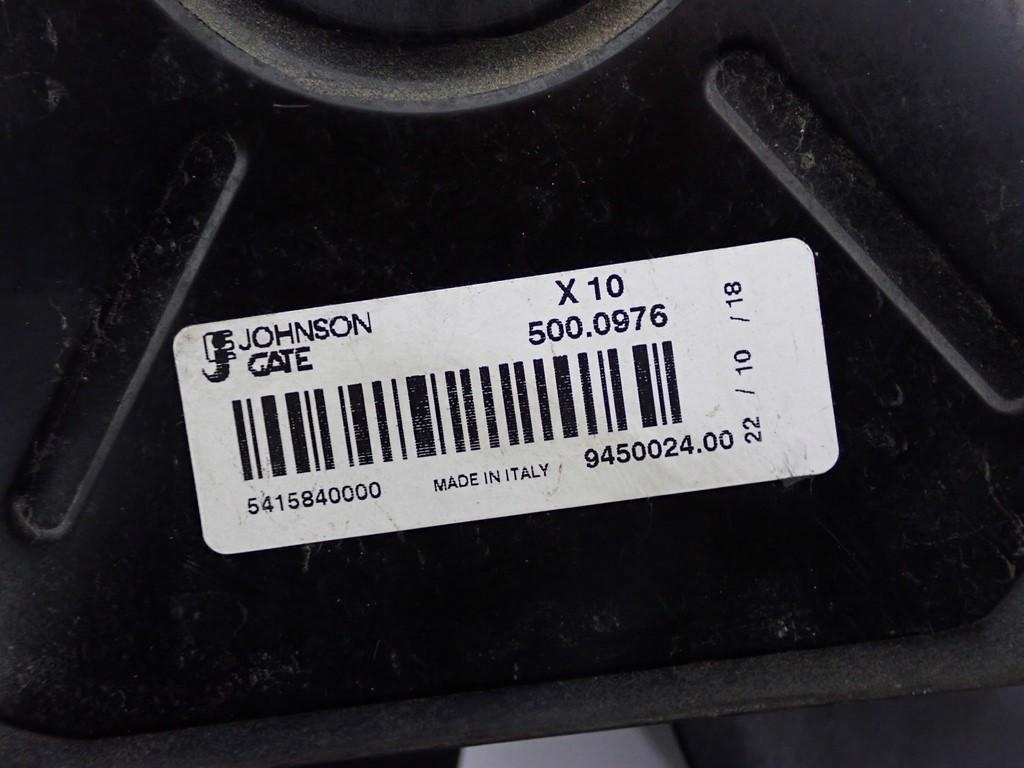 JOHNSON
GATE
X 10
500.0976
5415840000
MADE IN ITALY
9450024.00
22 / 10 / 18